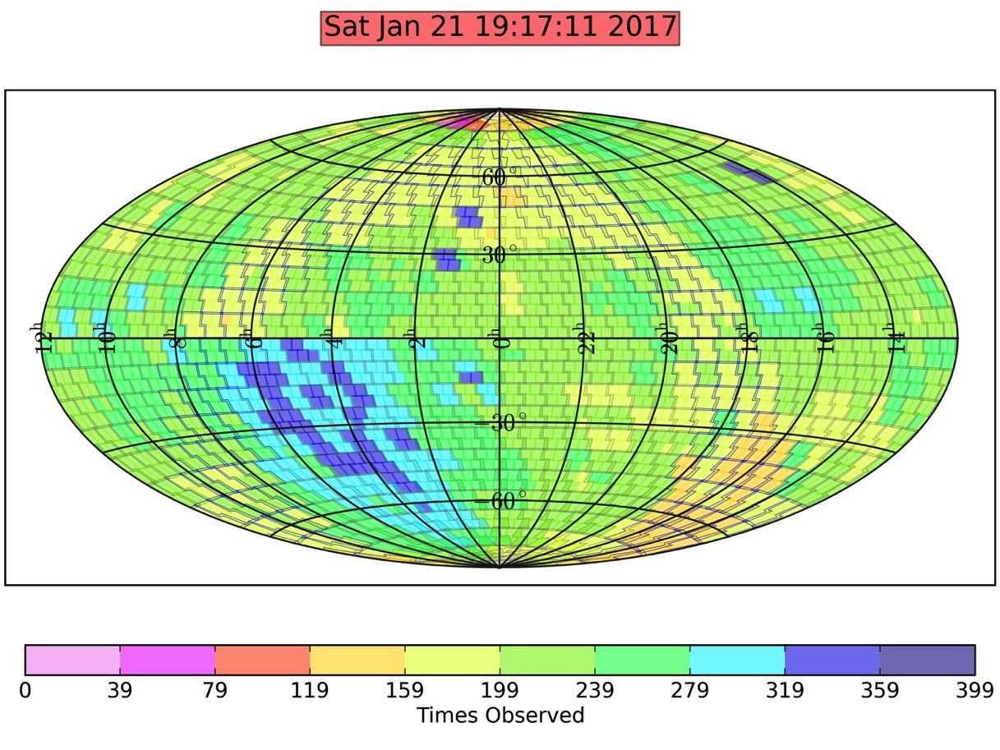 Sat Jan 21 19:17:11 2017
60°
30°
12h 10h 8h 6h 4h 2h 0h 22h 20h 18h 16h 14h
−30°
−60°
0 39 79 119 159 199 239 279 319 359 399
Times Observed